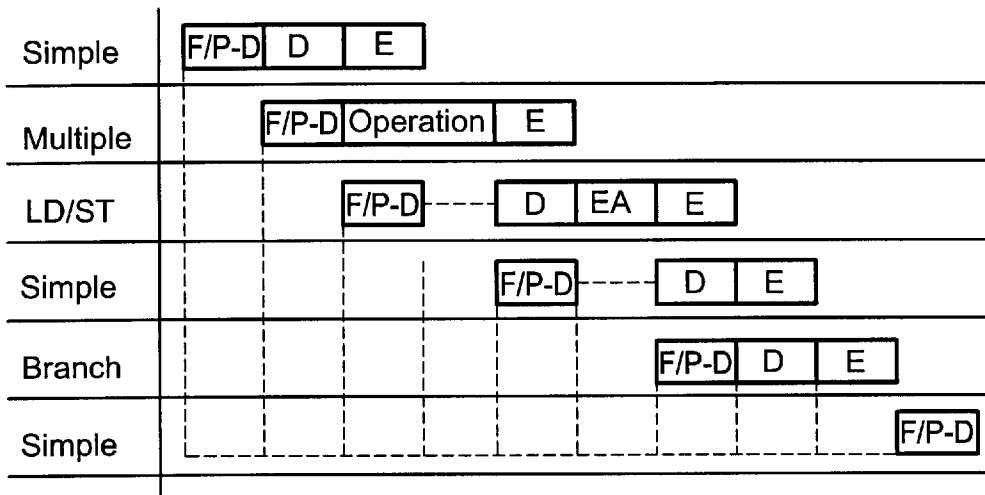 Simple F/P-D D E
Multiple F/P-D Operation E
LD/ST F/P-D D EA E
Simple F/P-D D E
Branch F/P-D D E
Simple F/P-D